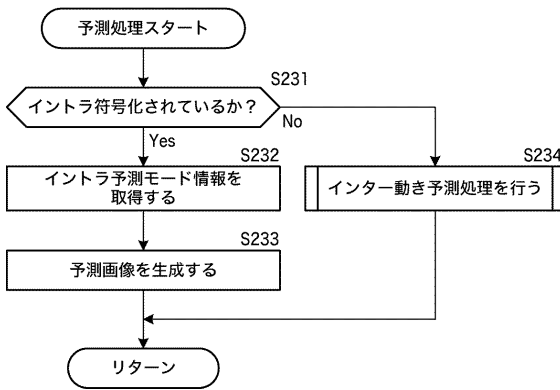 予測処理スタート
S231
イントラ符号化されているか？
No
Yes
S232
イントラ予測モード情報を
取得する
S234
インター動き予測処理を行う
S233
予測画像を生成する
リターン